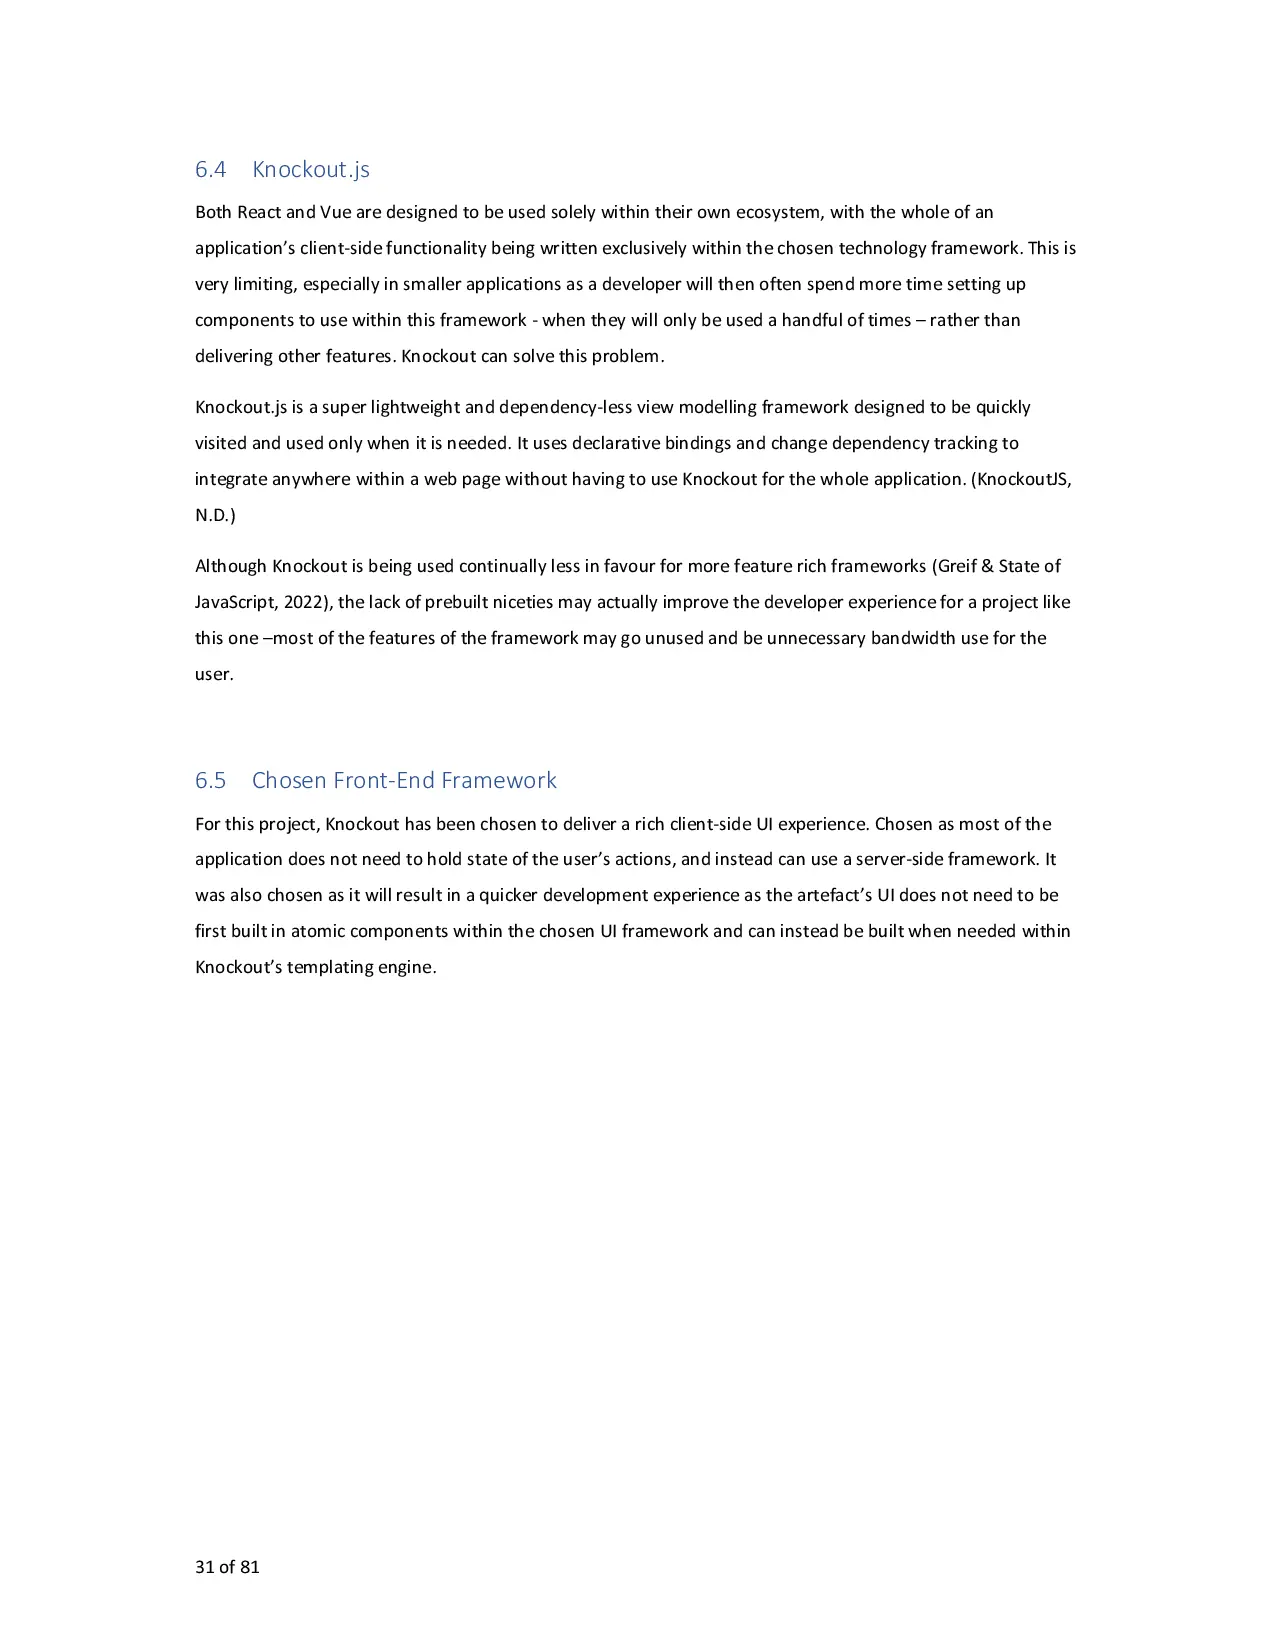 6.4 Knockout.js
Both React and Vue are designed to be used solely within their own ecosystem, with the whole of an
application’s client-side functionality being written exclusively within the chosen technology framework. This is
very limiting, especially in smaller applications as a developer will then often spend more time setting up
components to use within this framework - when they will only be used a handful of times – rather than
delivering other features. Knockout can solve this problem.
Knockout.js is a super lightweight and dependency-less view modelling framework designed to be quickly
visited and used only when it is needed. It uses declarative bindings and change dependency tracking to
integrate anywhere within a web page without having to use Knockout for the whole application. (KnockoutJS,
N.D.)
Although Knockout is being used continually less in favour for more feature rich frameworks (Greif & State of
JavaScript, 2022), the lack of prebuilt niceties may actually improve the developer experience for a project like
this one –most of the features of the framework may go unused and be unnecessary bandwidth use for the
user.
6.5 Chosen Front-End Framework
For this project, Knockout has been chosen to deliver a rich client-side UI experience. Chosen as most of the
application does not need to hold state of the user’s actions, and instead can use a server-side framework. It
was also chosen as it will result in a quicker development experience as the artefact’s UI does not need to be
first built in atomic components within the chosen UI framework and can instead be built when needed within
Knockout’s templating engine.
31 of 81